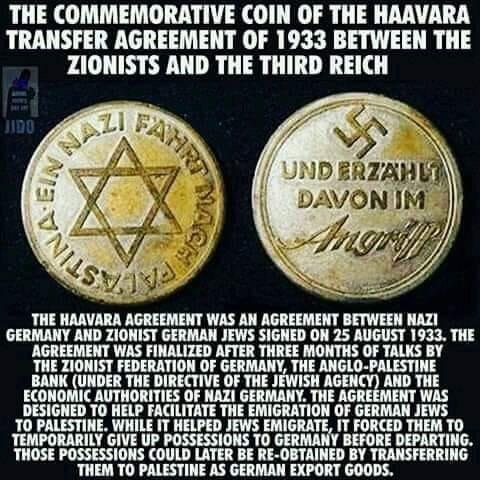 THE COMMEMORATIVE COIN OF THE HAAVARA
TRANSFER AGREEMENT OF 1933 BETWEEN THE
ZIONISTS AND THE THIRD REICH
JIDO
EIN NAZI FÄHRT NACH PALÄSTINA
UND ERZÄHLT
DAVON IM
Angriff
THE HAAVARA AGREEMENT WAS AN AGREEMENT BETWEEN NAZI
GERMANY AND ZIONIST GERMAN JEWS SIGNED ON 25 AUGUST 1933. THE
AGREEMENT WAS FINALIZED AFTER THREE MONTHS OF TALKS BY
THE ZIONIST FEDERATION OF GERMANY, THE ANGLO-PALESTINE
BANK (UNDER THE DIRECTIVE OF THE JEWISH AGENCY) AND THE
ECONOMIC AUTHORITIES OF NAZI GERMANY. THE AGREEMENT WAS
DESIGNED TO HELP FACILITATE THE EMIGRATION OF GERMAN JEWS
TO PALESTINE. WHILE IT HELPED JEWS EMIGRATE, IT FORCED THEM TO
TEMPORARILY GIVE UP POSSESSIONS TO GERMANY BEFORE DEPARTING.
THOSE POSSESSIONS COULD LATER BE RE-OBTAINED BY TRANSFERRING
THEM TO PALESTINE AS GERMAN EXPORT GOODS.